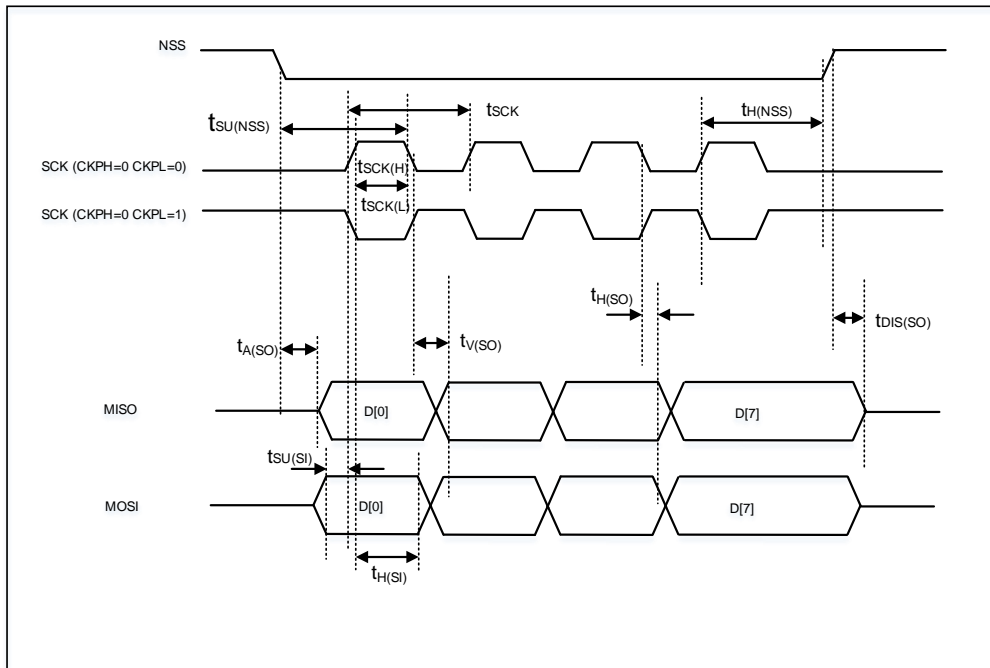 NSS
tSCK
tH(NSS)
tSU(NSS)
SCK (CKPH=0 CKPL=0)
tSCK(H)
tSCK(L)
SCK (CKPH=0 CKPL=1)
tH(SO)
tDIS(SO)
tV(SO)
tA(SO)
MISO
D[0]
D[7]
tSU(SI)
MOSI
D[0]
D[7]
tH(SI)